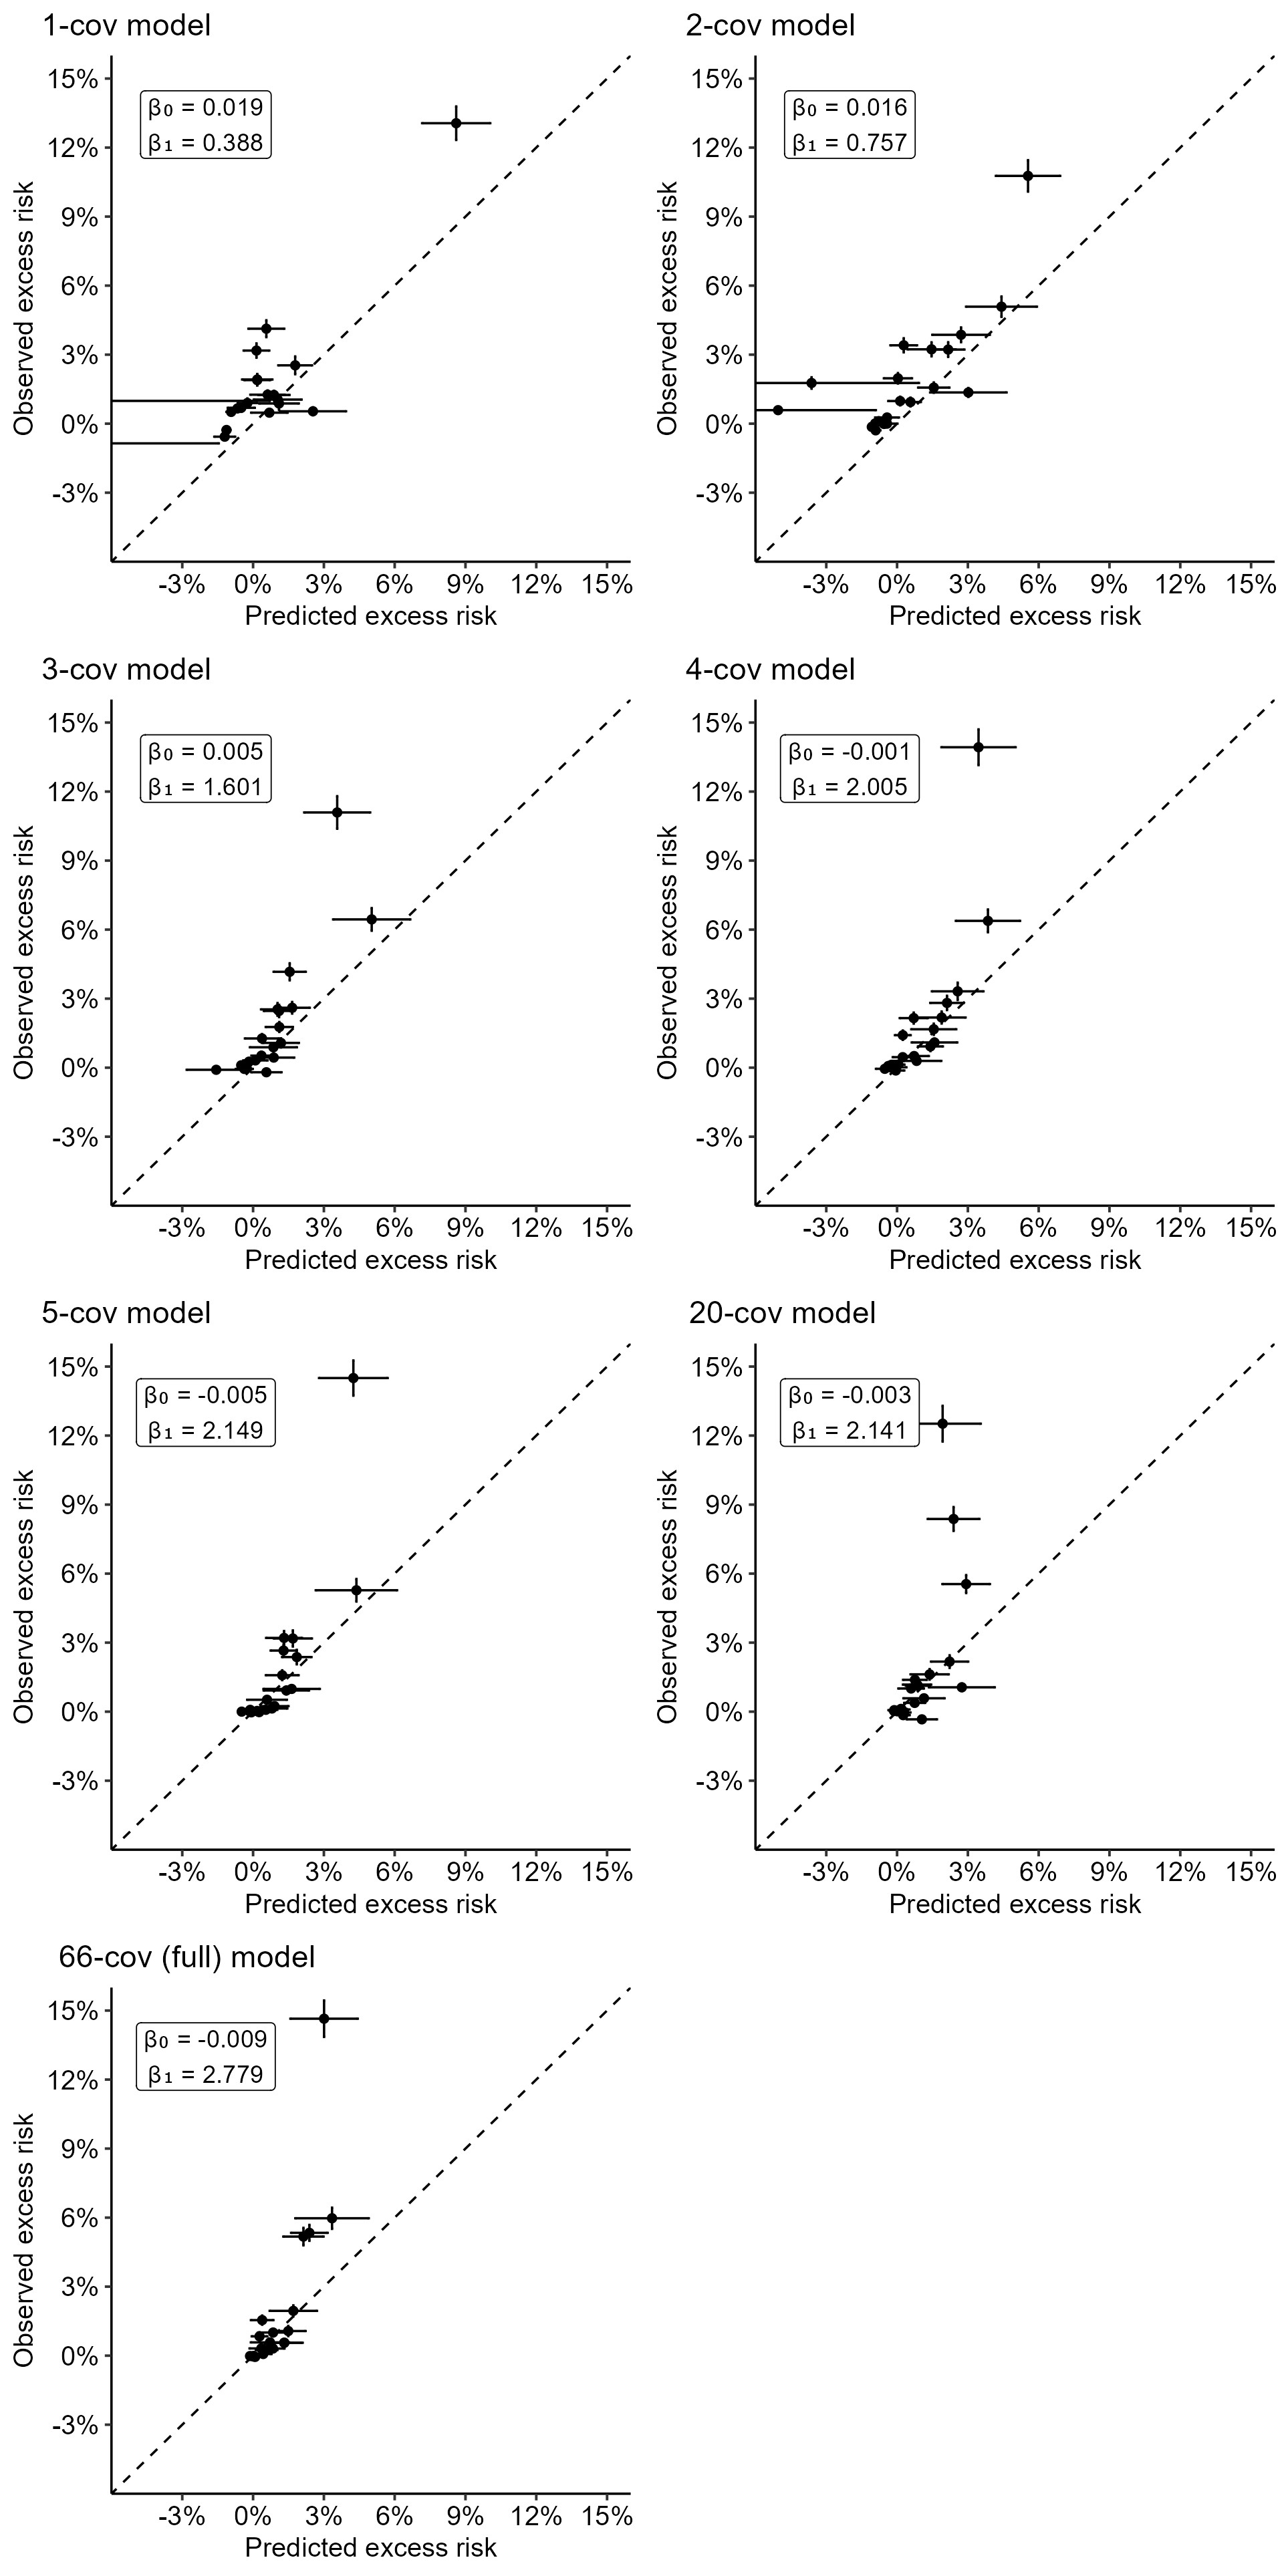 1-cov model
15%
12%
9%
6%
3%
0%
-3%
Observed excess risk
β₀ = 0.019
β₁ = 0.388
-3% 0% 3% 6% 9% 12% 15%
Predicted excess risk
2-cov model
15%
12%
9%
6%
3%
0%
-3%
Observed excess risk
β₀ = 0.016
β₁ = 0.757
-3% 0% 3% 6% 9% 12% 15%
Predicted excess risk
3-cov model
15%
12%
9%
6%
3%
0%
-3%
Observed excess risk
β₀ = 0.005
β₁ = 1.601
-3% 0% 3% 6% 9% 12% 15%
Predicted excess risk
4-cov model
15%
12%
9%
6%
3%
0%
-3%
Observed excess risk
β₀ = -0.001
β₁ = 2.005
-3% 0% 3% 6% 9% 12% 15%
Predicted excess risk
5-cov model
15%
12%
9%
6%
3%
0%
-3%
Observed excess risk
β₀ = -0.005
β₁ = 2.149
-3% 0% 3% 6% 9% 12% 15%
Predicted excess risk
20-cov model
15%
12%
9%
6%
3%
0%
-3%
Observed excess risk
β₀ = -0.003
β₁ = 2.141
-3% 0% 3% 6% 9% 12% 15%
Predicted excess risk
66-cov (full) model
15%
12%
9%
6%
3%
0%
-3%
Observed excess risk
β₀ = -0.009
β₁ = 2.779
-3% 0% 3% 6% 9% 12% 15%
Predicted excess risk